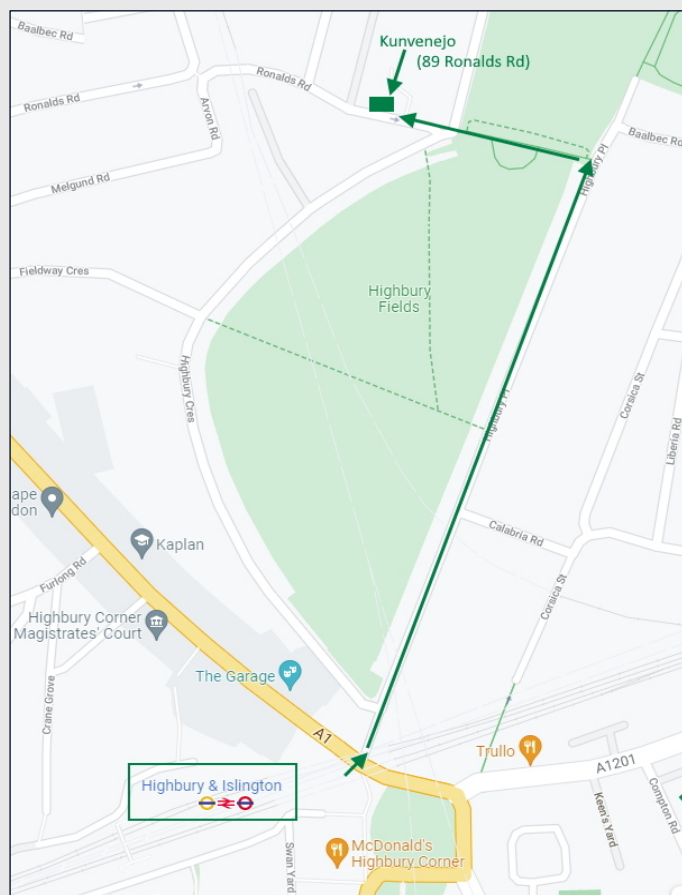 Baalbec Rd
Kunvenejo
(89 Ronalds Rd)
Ronalds Rd
Ronalds Rd
Arvon Rd
Baalbec Rd
Highbury Pl
Melgund Rd
Fieldway Cres
Highbury
Fields
Highbury Cres
Highbury Pl
Corsica St
Liberia Rd
ape
don
Kaplan
Calabria Rd
Furlong Rd
Highbury Corner
Magistrates' Court
Corsica St
The Garage
Crane Grove
A1
Trullo
A1201
Highbury & Islington
Keen's Yard
Compton Rd
Swan Yard
McDonald's
Highbury Corner